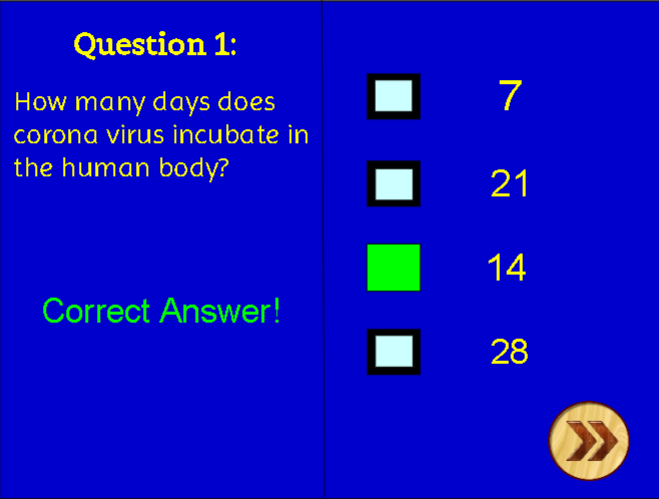 Question 1:
How many days does
corona virus incubate in
the human body?
Correct Answer!
7
21
14
28